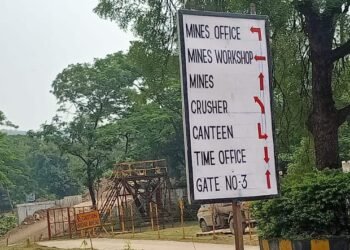 MINES OFFICE
MINES WORKSHOP
MINES
CRUSHER
CANTEEN
TIME OFFICE
GATE NO-3